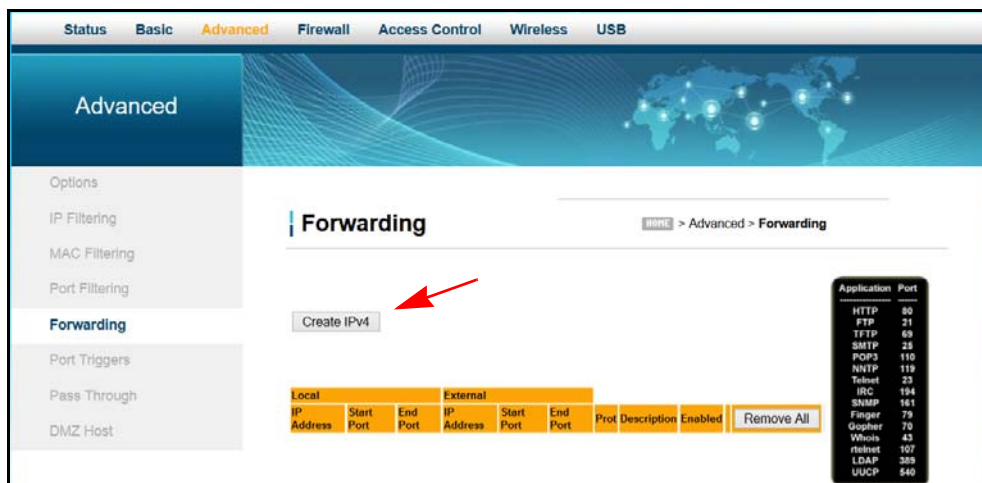 Status Basic Advanced Firewall Access Control Wireless USB
Advanced
Options
IP Filtering
MAC Filtering
Port Filtering
Forwarding
Port Triggers
Pass Through
DMZ Host
Forwarding
HOME > Advanced > Forwarding
Create IPv4
Local External
IP Address Start Port End Port IP Address Start Port End Port Prot Description Enabled Remove All
Application Port
---------------- ------
HTTP 80
FTP 21
TFTP 69
SMTP 25
POP3 110
NNTP 119
Telnet 23
IRC 194
SNMP 161
Finger 79
Gopher 70
Whois 43
rtelnet 107
LDAP 389
UUCP 540